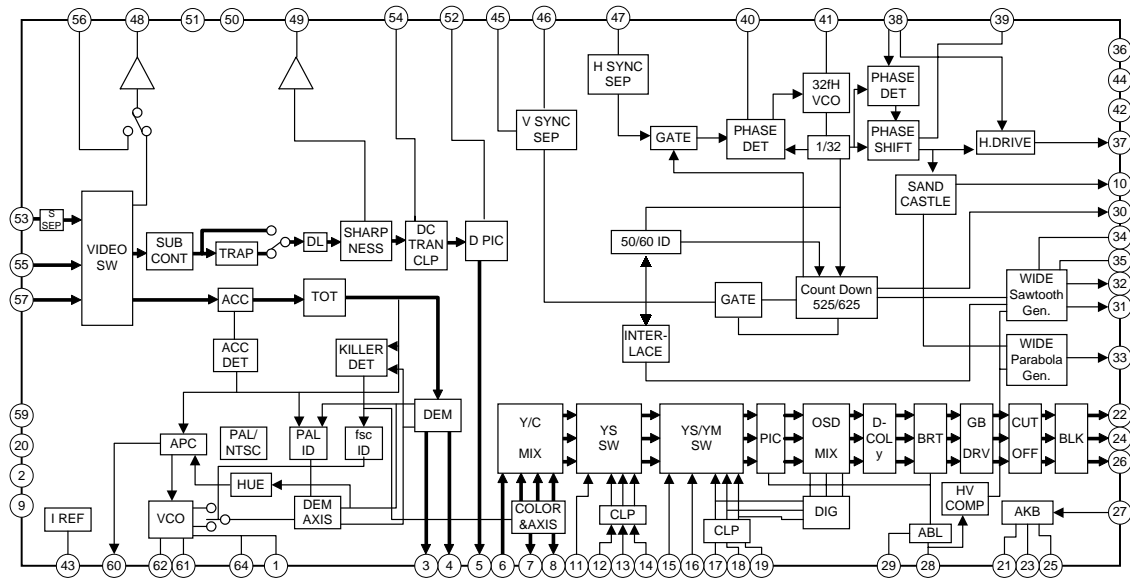 56 48 51 50 49 54 52 45 46 47 40 41 38 39
36
44
42
37
10
30
34
35
32
31
33
22
24
26
27
53
55
57
59
20
2
9
H SYNC
SEP
V SYNC
SEP
GATE
PHASE
DET
32fH
VCO
1/32
PHASE
DET
PHASE
SHIFT
H.DRIVE
SAND
CASTLE
S
SEP
VIDEO
SW
SUB
CONT
TRAP
DL
SHARP
NESS
DC
TRAN
CLP
D PIC
50/60 ID
GATE
Count Down
525/625
INTER-
LACE
WIDE
Sawtooth
Gen.
WIDE
Parabola
Gen.
ACC
TOT
ACC
DET
KILLER
DET
DEM
APC
PAL/
NTSC
PAL
ID
fsc
ID
HUE
VCO
DEM
AXIS
I REF
Y/C
MIX
YS
SW
YS/YM
SW
PIC
OSD
MIX
D-
COL
y
BRT
GB
DRV
CUT
OFF
BLK
COLOR
&AXIS
CLP
CLP
DIG
HV
COMP
ABL
AKB
43 60 62 61 64 1 3 4 5 6 7 8 11 12 13 14 15 16 17 18 19 29 28 21 23 25